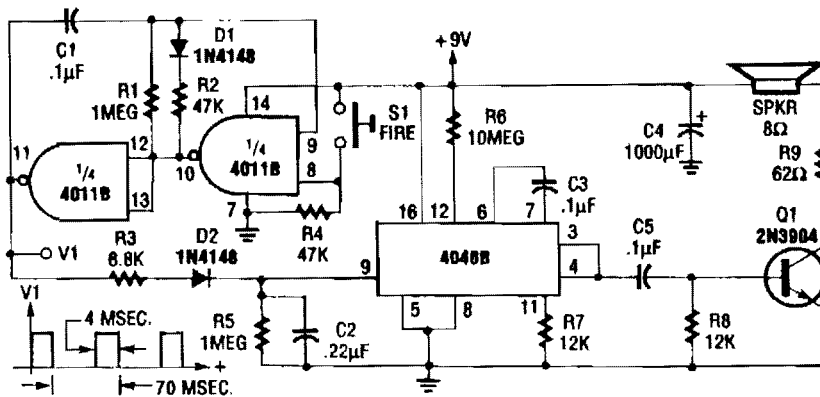 +9V
C1
.1µF
D1
1N4148
R1
1MEG
R2
47K
14
S1
FIRE
R6
10MEG
C4
1000µF
+
SPKR
8Ω
R9
62Ω
11
1/4
4011B
12
13
10
1/4
4011B
9
8
7
R4
47K
16
12
6
7
C3
.1µF
Q1
2N3904
V1
R3
6.8K
D2
1N4148
9
4046B
3
4
C5
.1µF
5
8
11
V1
4 MSEC.
70 MSEC.
+
R5
1MEG
C2
.22µF
R7
12K
R8
12K